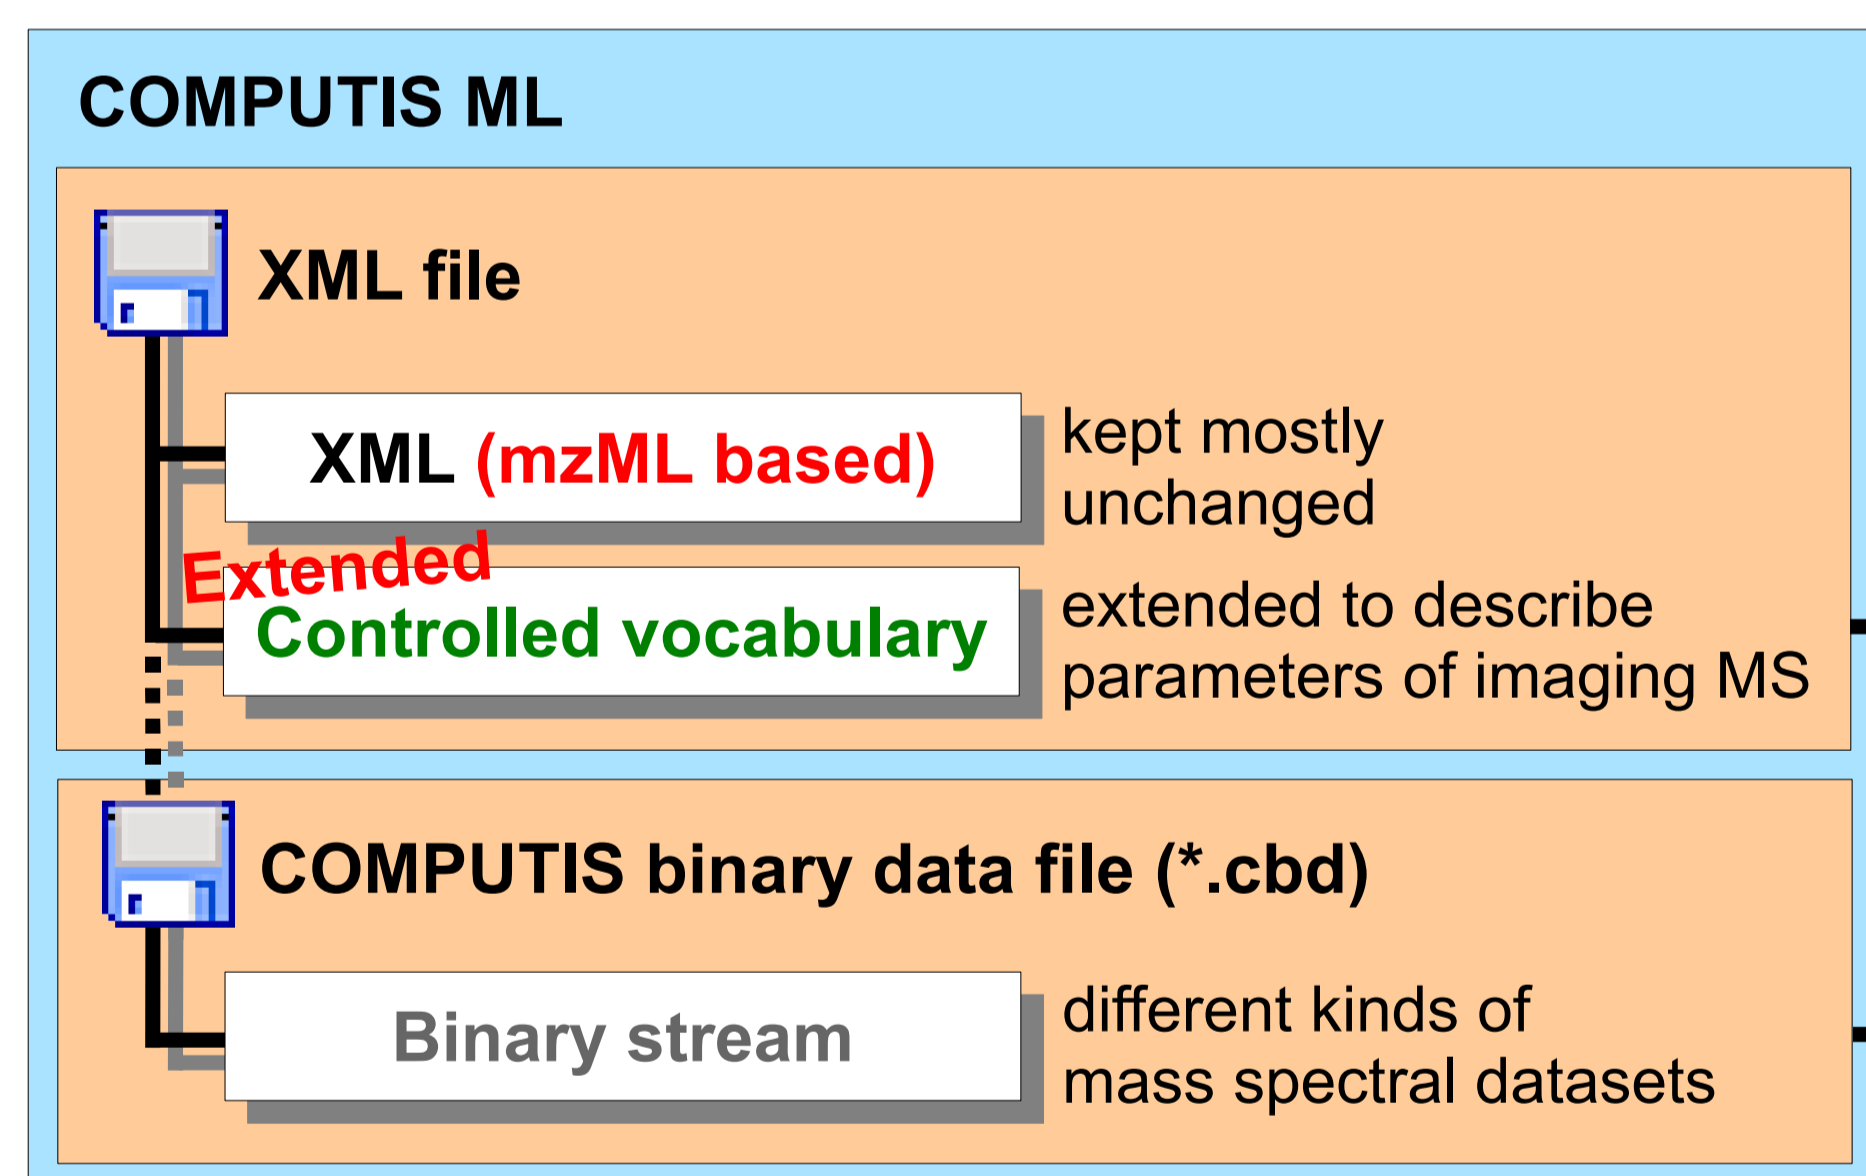 COMPUTIS ML
XML file
XML (mzML based)
kept mostly
unchanged
Extended
Controlled vocabulary
extended to describe
parameters of imaging MS
COMPUTIS binary data file (*.cbd)
Binary stream
different kinds of
mass spectral datasets